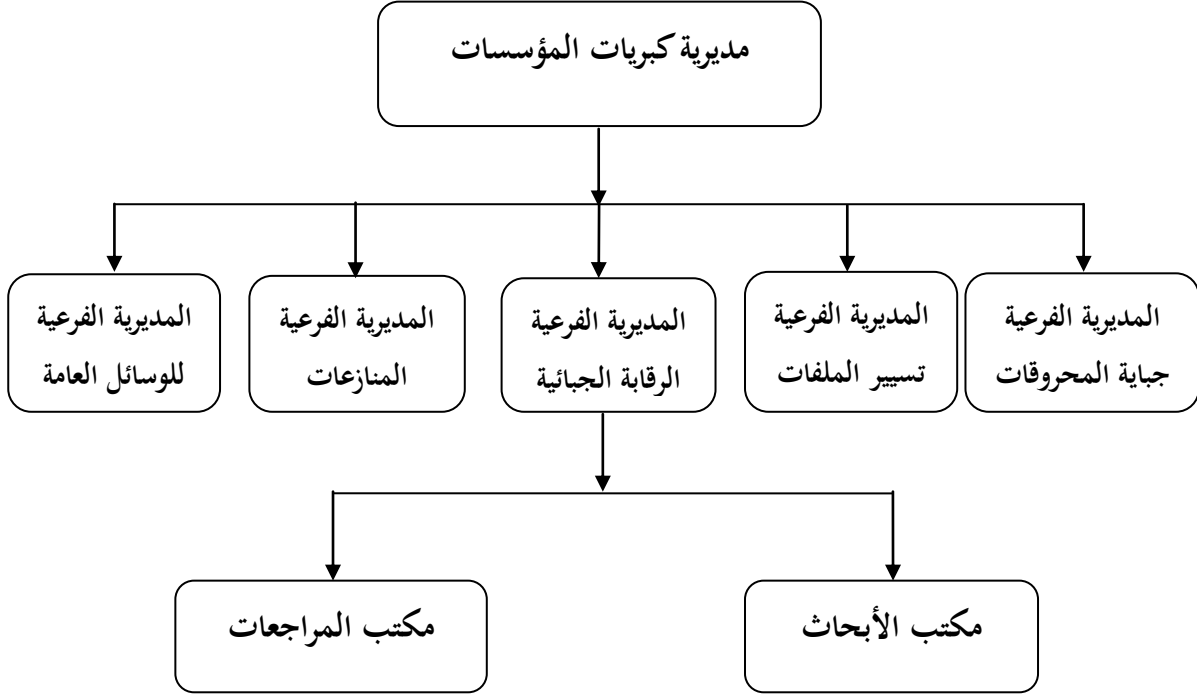 مديرية كبريات المؤسسات
المديرية الفرعية
جباية المحروقات
المديرية الفرعية
تسيير الملفات
المديرية الفرعية
الرقابة الجبائية
المديرية الفرعية
المنازعات
المديرية الفرعية
للوسائل العامة
مكتب الأبحاث
مكتب المراجعات